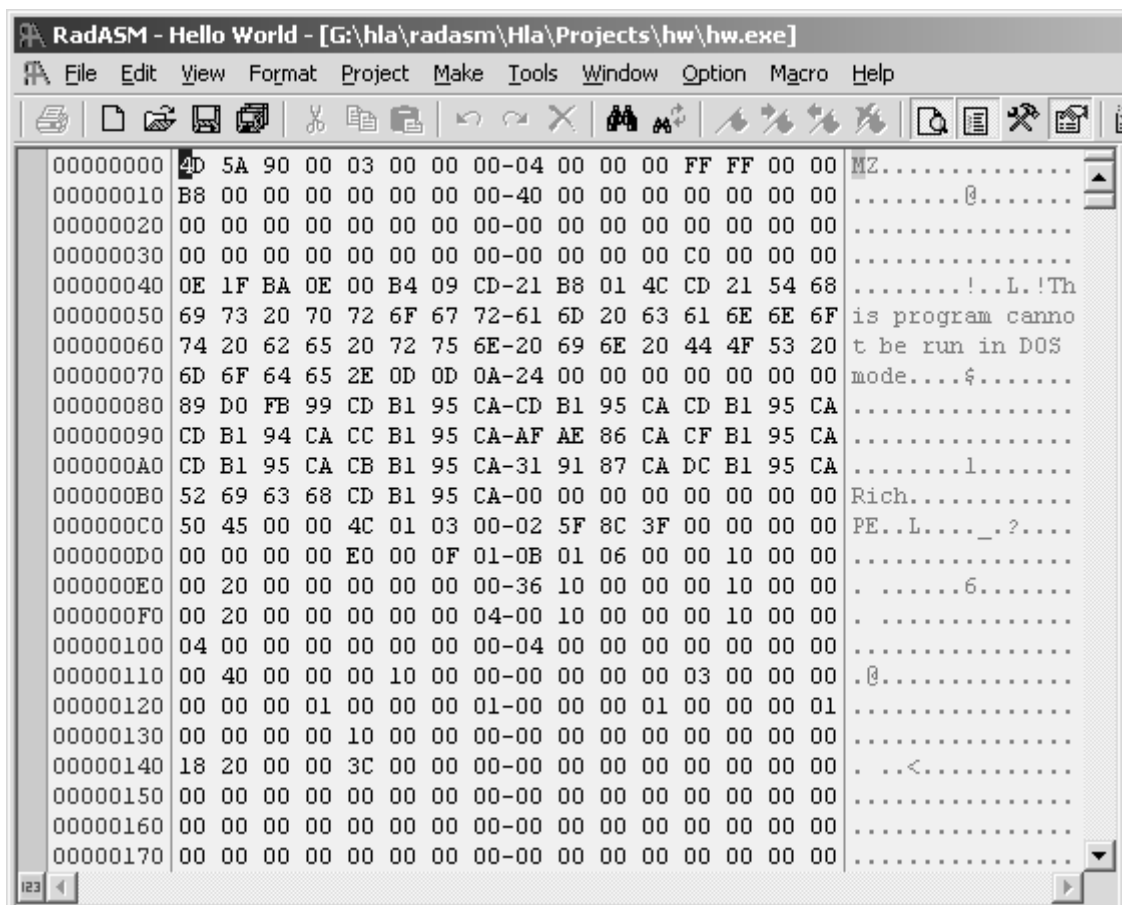 RadASM - Hello World - [G:\hla\radasm\Hla\Projects\hw\hw.exe]
File Edit View Format Project Make Tools Window Option Macro Help
00000000 4D 5A 90 00 03 00 00 00-04 00 00 00 FF FF 00 00 MZ..............
00000010 B8 00 00 00 00 00 00 00-40 00 00 00 00 00 00 00 ........@.......
00000020 00 00 00 00 00 00 00 00-00 00 00 00 00 00 00 00 ................
00000030 00 00 00 00 00 00 00 00-00 00 00 00 C0 00 00 00 ................
00000040 0E 1F BA 0E 00 B4 09 CD-21 B8 01 4C CD 21 54 68 ........!..L.!Th
00000050 69 73 20 70 72 6F 67 72-61 6D 20 63 61 6E 6E 6F is program canno
00000060 74 20 62 65 20 72 75 6E-20 69 6E 20 44 4F 53 20 t be run in DOS
00000070 6D 6F 64 65 2E 0D 0D 0A-24 00 00 00 00 00 00 00 mode....$.......
00000080 89 D0 FB 99 CD B1 95 CA-CD B1 95 CA CD B1 95 CA ................
00000090 CD B1 94 CA CC B1 95 CA-AF AE 86 CA CF B1 95 CA ................
000000A0 CD B1 95 CA CB B1 95 CA-31 91 87 CA DC B1 95 CA ........1.......
000000B0 52 69 63 68 CD B1 95 CA-00 00 00 00 00 00 00 00 Rich............
000000C0 50 45 00 00 4C 01 03 00-02 5F 8C 3F 00 00 00 00 PE..L...._.?....
000000D0 00 00 00 00 E0 00 0F 01-0B 01 06 00 00 10 00 00 ................
000000E0 00 20 00 00 00 00 00 00-36 10 00 00 00 10 00 00 . ......6.......
000000F0 00 20 00 00 00 00 00 04-00 10 00 00 00 10 00 00 . ..............
00000100 04 00 00 00 00 00 00 00-04 00 00 00 00 00 00 00 ................
00000110 00 40 00 00 00 10 00 00-00 00 00 00 03 00 00 00 .@..............
00000120 00 00 00 01 00 00 00 01-00 00 00 01 00 00 00 01 ................
00000130 00 00 00 00 10 00 00 00-00 00 00 00 00 00 00 00 ................
00000140 18 20 00 00 3C 00 00 00-00 00 00 00 00 00 00 00 . ..<...........
00000150 00 00 00 00 00 00 00 00-00 00 00 00 00 00 00 00 ................
00000160 00 00 00 00 00 00 00 00-00 00 00 00 00 00 00 00 ................
00000170 00 00 00 00 00 00 00 00-00 00 00 00 00 00 00 00 ................
123